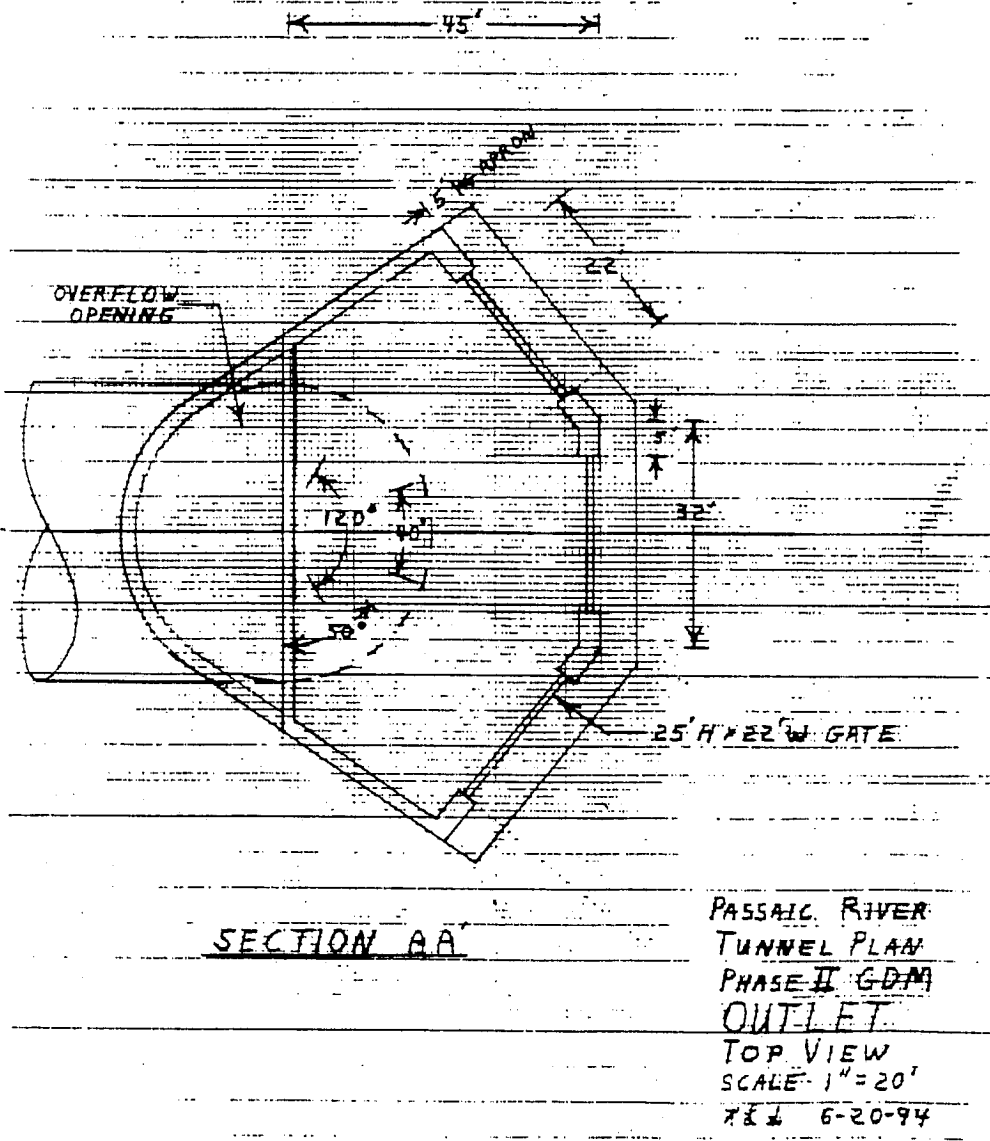 45'
5' APRON
22'
OVERFLOW
OPENING
5'
120°
40'
32'
50°
25'H × 22'W GATE
SECTION AA'
PASSAIC RIVER
TUNNEL PLAN
PHASE II GDM
OUTLET
TOP VIEW
SCALE 1" = 20'
6-20-94